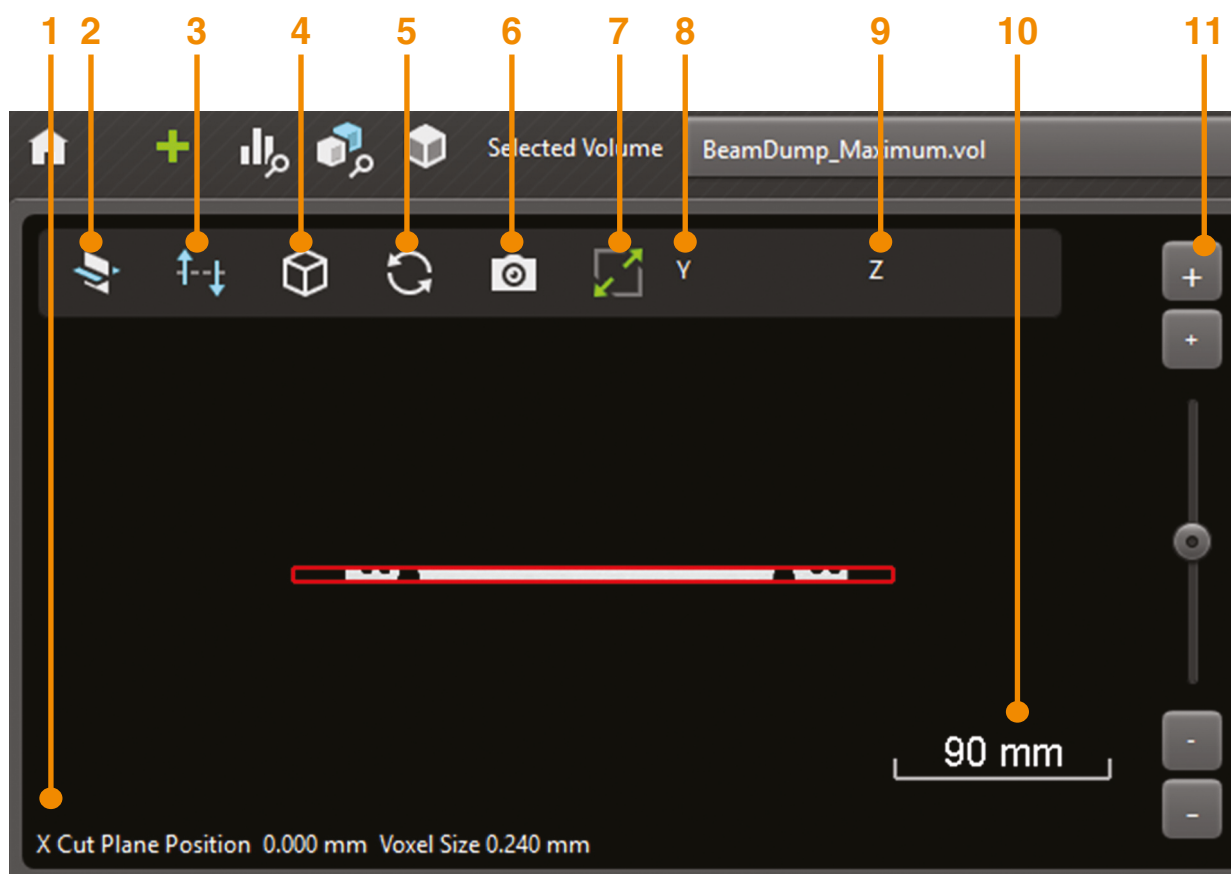 1 2 3 4 5 6 7 8 9 10 11
Selected Volume BeamDump_Maximum.vol
Y Z
+
+
90 mm
-
-
X Cut Plane Position 0.000 mm Voxel Size 0.240 mm